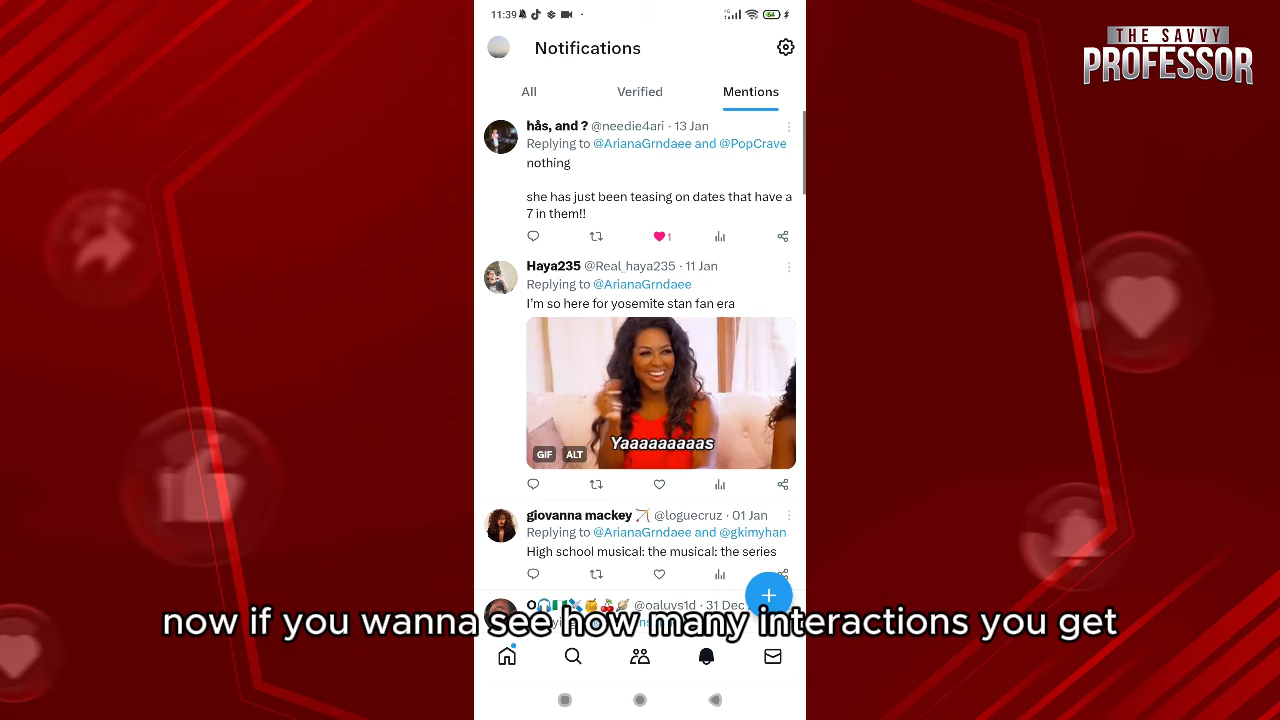 11:39
64
THE SAVVY
PROFESSOR
Notifications
All
Verified
Mentions
hås, and ? @needie4ari · 13 Jan
Replying to @ArianaGrndaee and @PopCrave
nothing
she has just been teasing on dates that have a
7 in them!!
1
Haya235 @Real_haya235 · 11 Jan
Replying to @ArianaGrndaee
I'm so here for yosemite stan fan era
Yaaaaaaaaas
GIF
ALT
giovanna mackey @loguecruz · 01 Jan
Replying to @ArianaGrndaee and @gkimyhan
High school musical: the musical: the series
@oaluvs1d · 31 Dec
now if you wanna see how many interactions you get